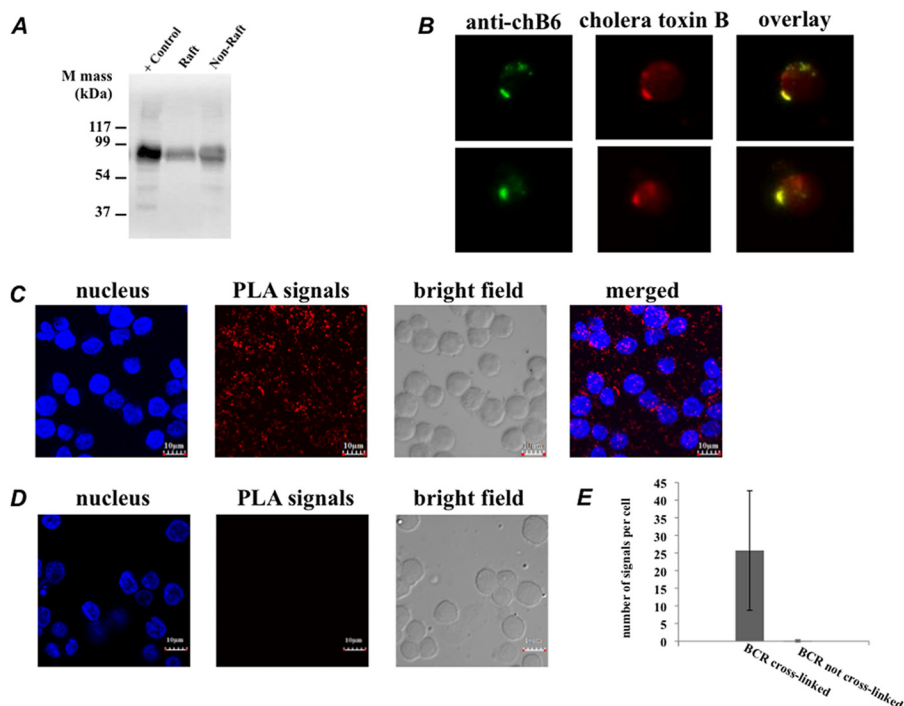 A
+ Control
Raft
Non-Raft
M mass
(kDa)
117
99
54
37
B
anti-chB6
cholera toxin B
overlay
C
nucleus
PLA signals
bright field
merged
10µm
10µm
10µm
10µm
D
nucleus
PLA signals
bright field
10µm
10µm
E
number of signals per cell
45
40
35
30
25
20
15
10
5
0
BCR cross-linked
BCR not cross-linked